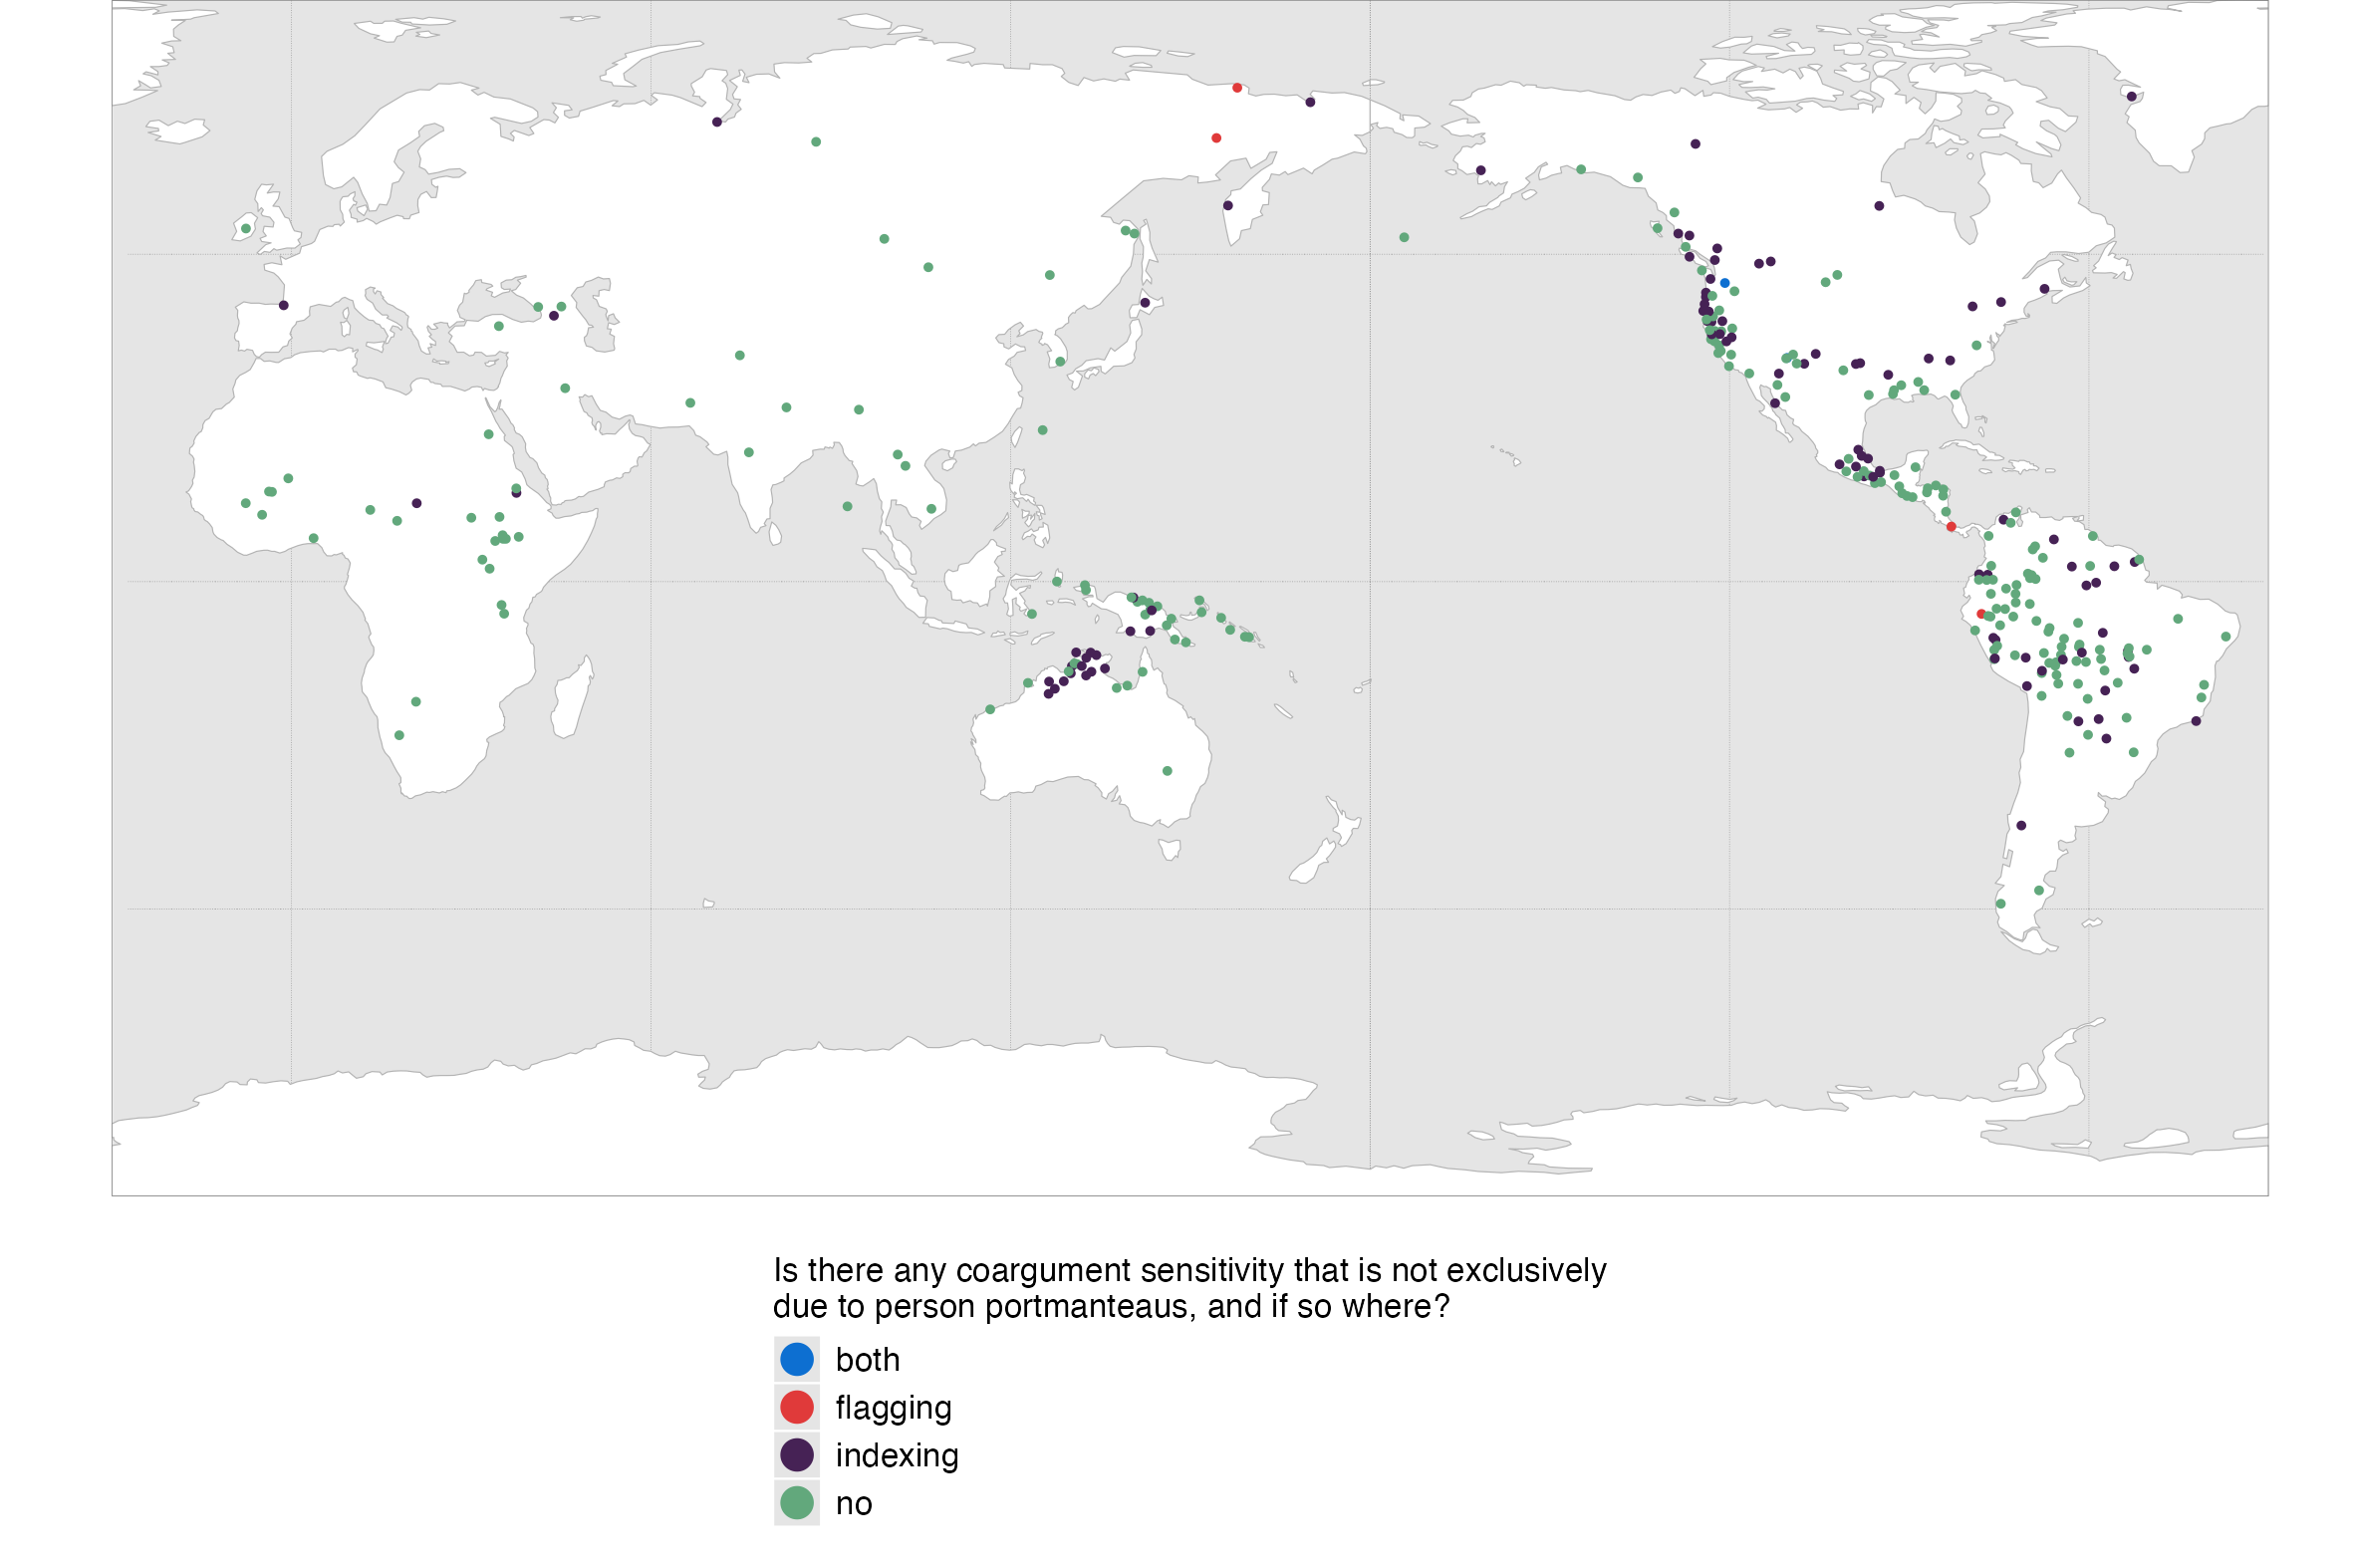 Is there any coargument sensitivity that is not exclusively
due to person portmanteaus, and if so where?
both
flagging
indexing
no